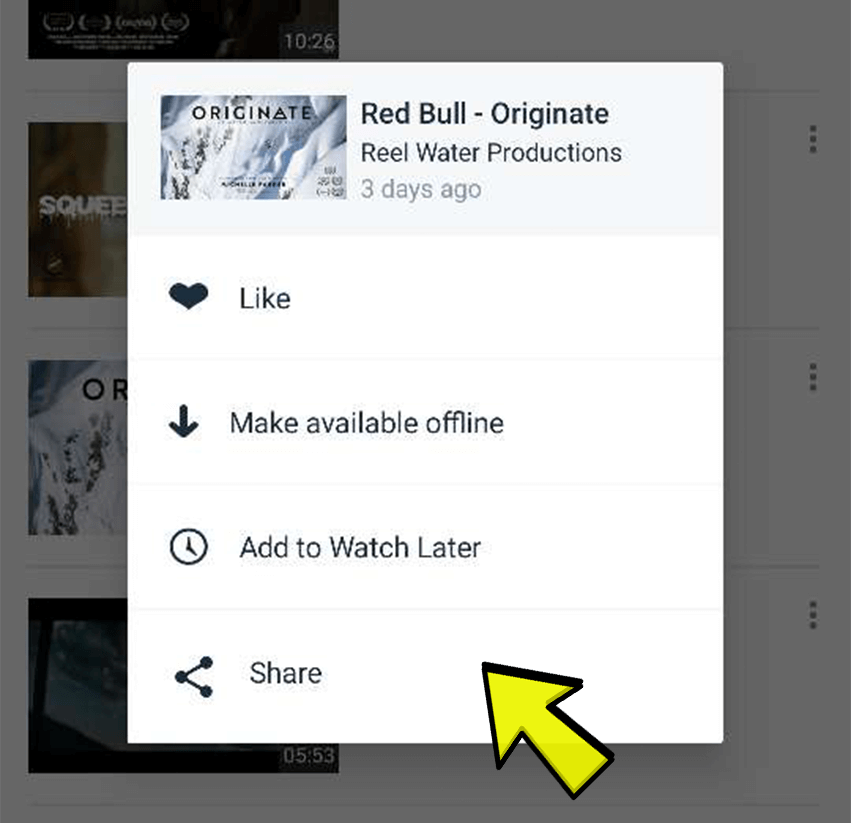 10:26
ORIGINATE
MICHELLE PARKER
Red Bull - Originate
Reel Water Productions
3 days ago
SQUEE
Like
OR
Make available offline
Add to Watch Later
Share
05:53